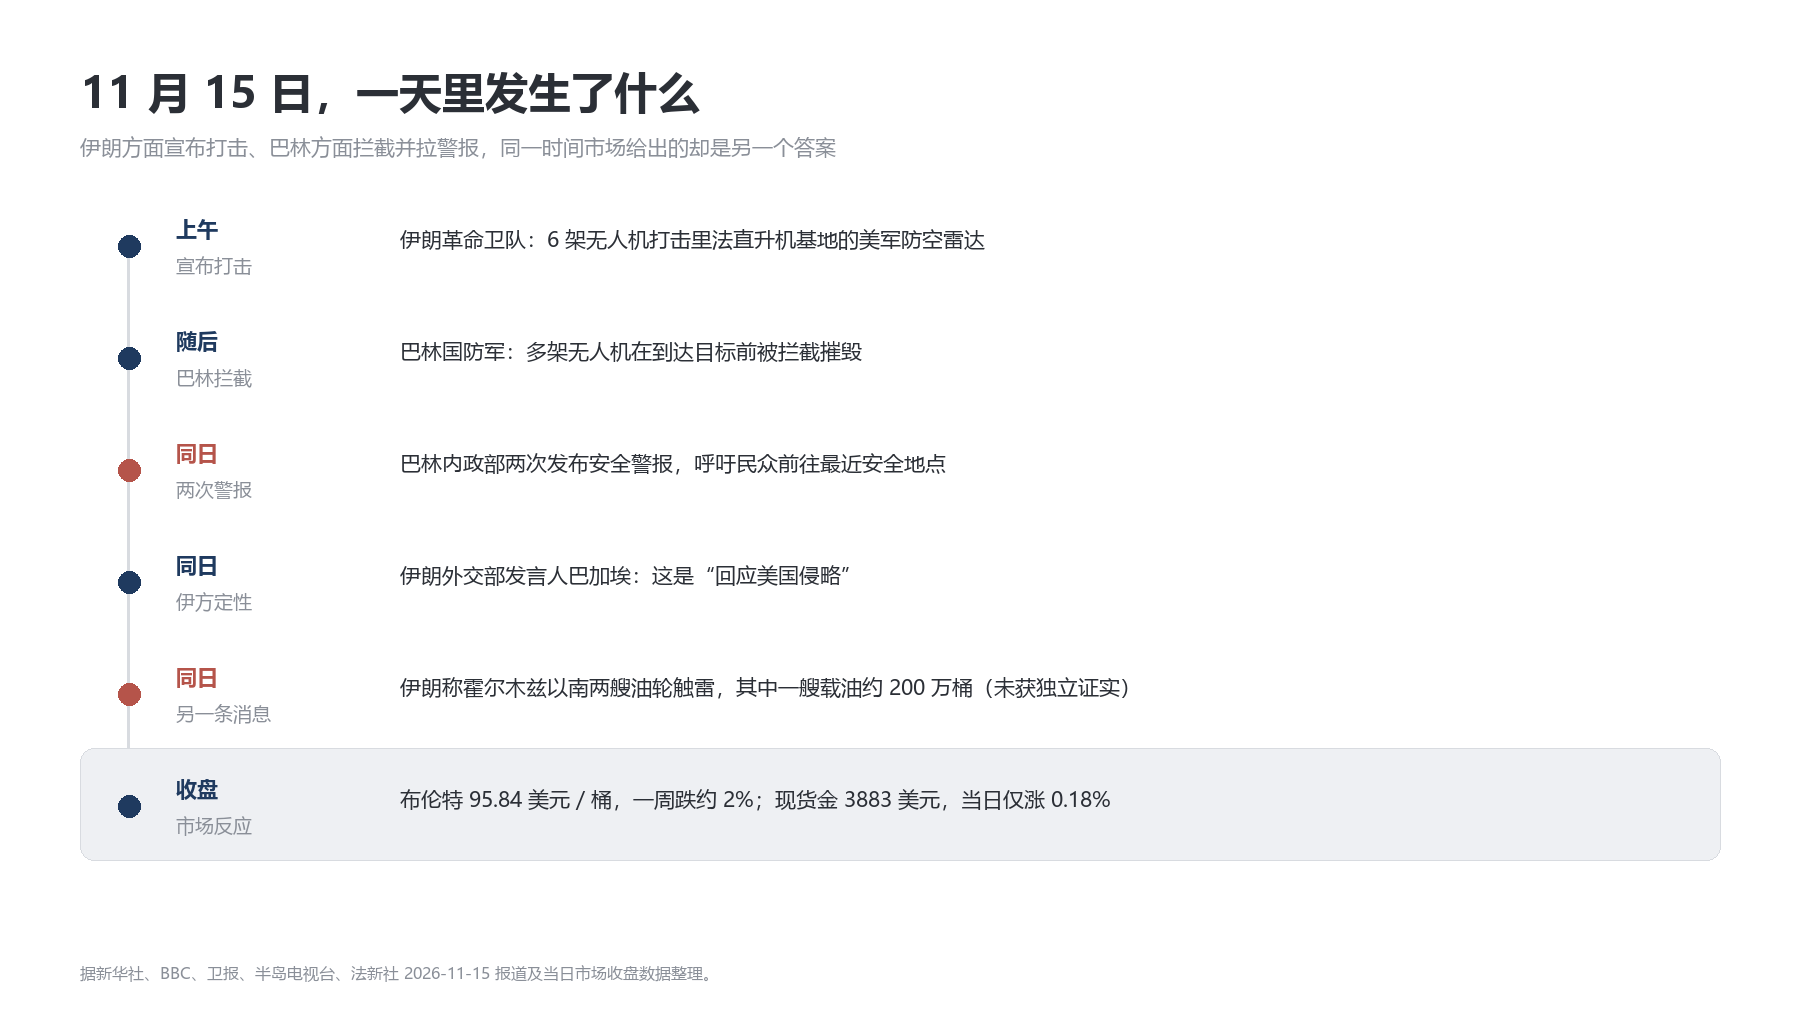 11 月 15 日，一天里发生了什么
伊朗方面宣布打击、巴林方面拦截并拉警报，同一时间市场给出的却是另一个答案
上午
宣布打击
伊朗革命卫队：6 架无人机打击里法直升机基地的美军防空雷达
随后
巴林拦截
巴林国防军：多架无人机在到达目标前被拦截摧毁
同日
两次警报
巴林内政部两次发布安全警报，呼吁民众前往最近安全地点
同日
伊方定性
伊朗外交部发言人巴加埃：这是“回应美国侵略”
同日
另一条消息
伊朗称霍尔木兹以南两艘油轮触雷，其中一艘载油约 200 万桶（未获独立证实）
收盘
市场反应
布伦特 95.84 美元 / 桶，一周跌约 2%；现货金 3883 美元，当日仅涨 0.18%
据新华社、BBC、卫报、半岛电视台、法新社 2026-11-15 报道及当日市场收盘数据整理。